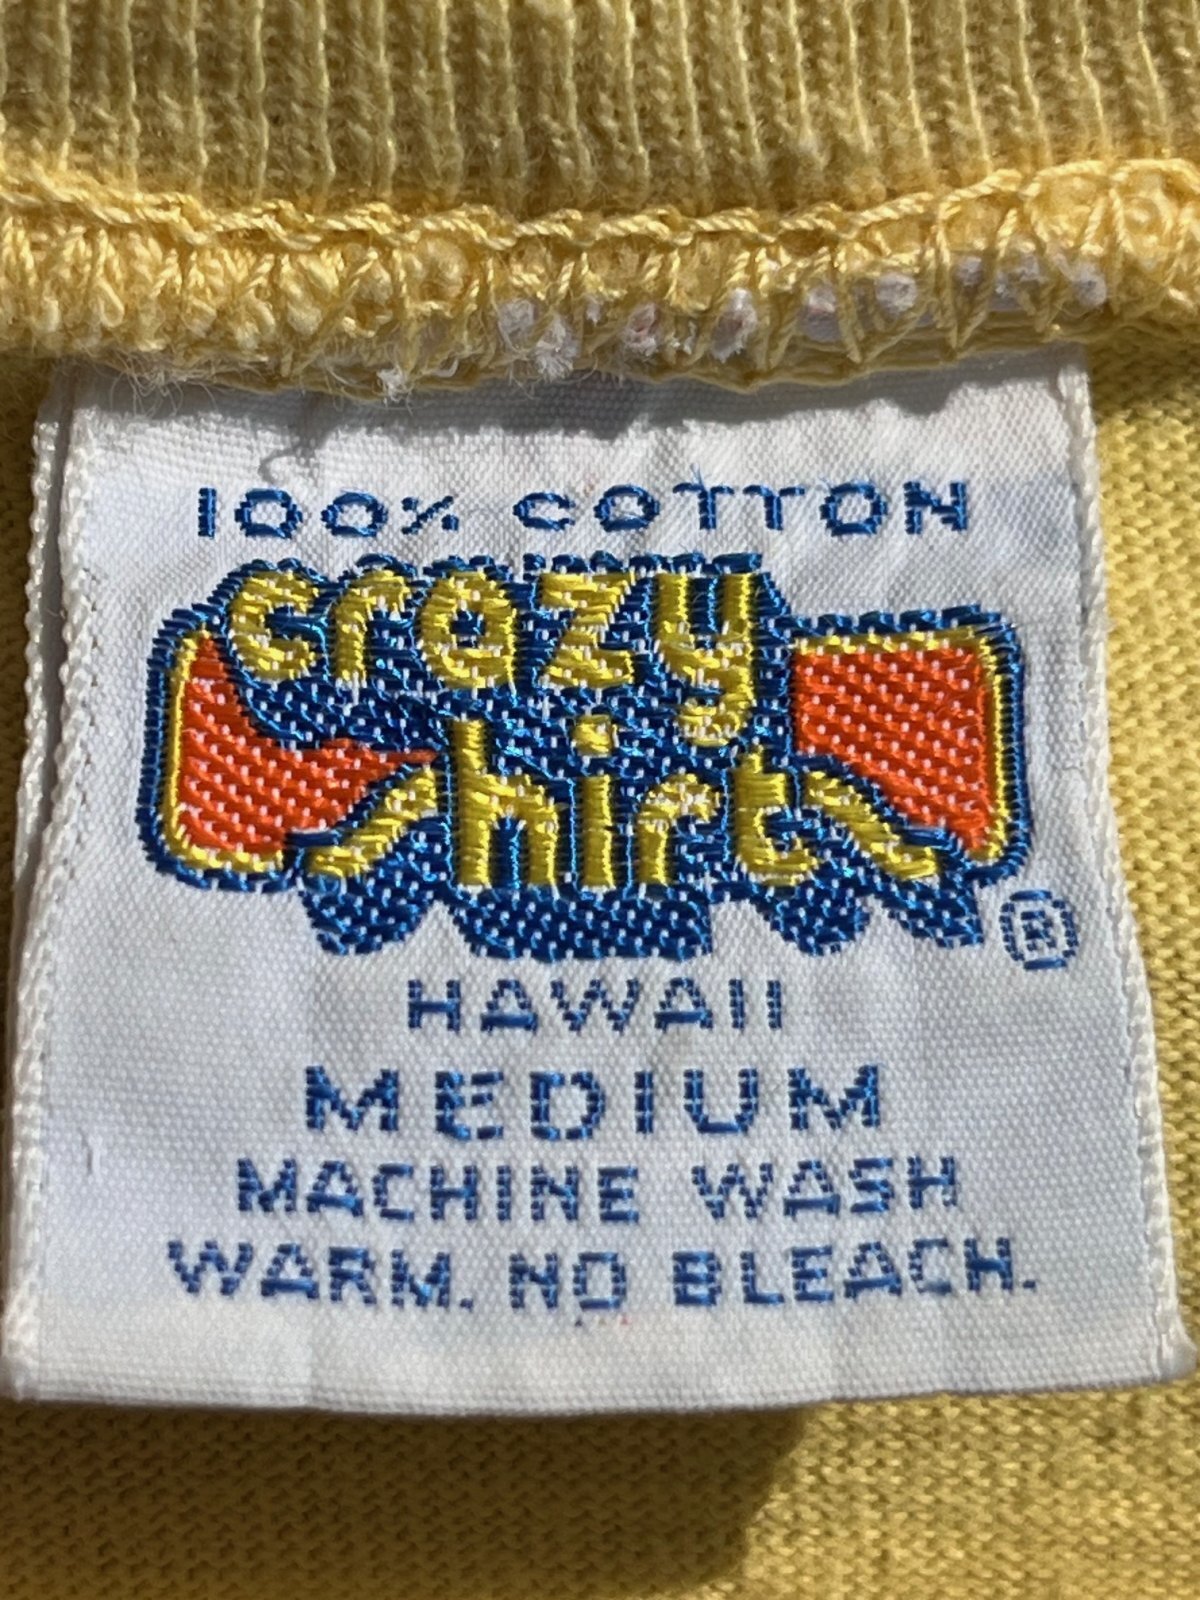 100% COTTON
crazy
shirts
®
HAWAII
MEDIUM
MACHINE WASH
WARM. NO BLEACH.